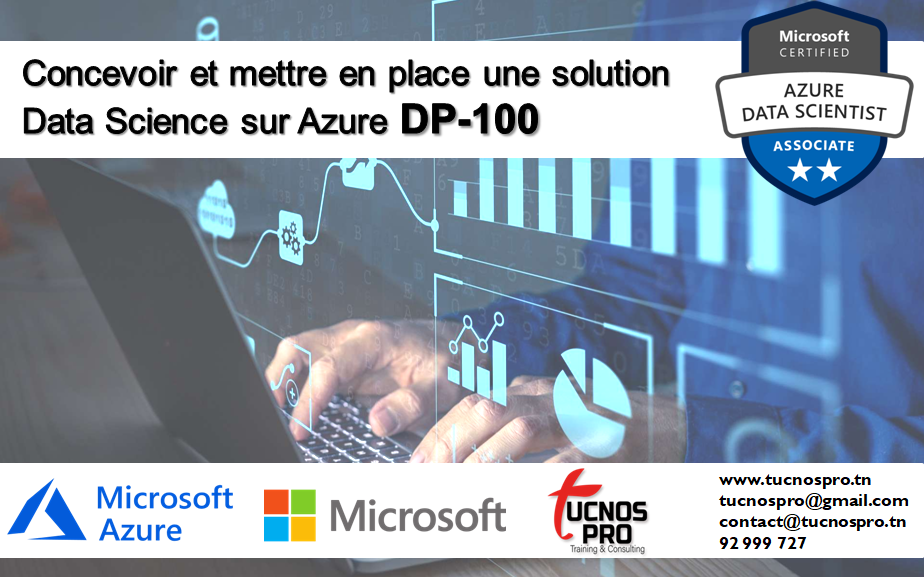 Microsoft
CERTIFIED
AZURE
DATA SCIENTIST
ASSOCIATE
Concevoir et mettre en place une solution
Data Science sur Azure DP-100
Microsoft
Azure
Microsoft
TUCNOS
PRO
Training & Consulting
www.tucnospro.tn
tucnospro@gmail.com
contact@tucnospro.tn
92 999 727